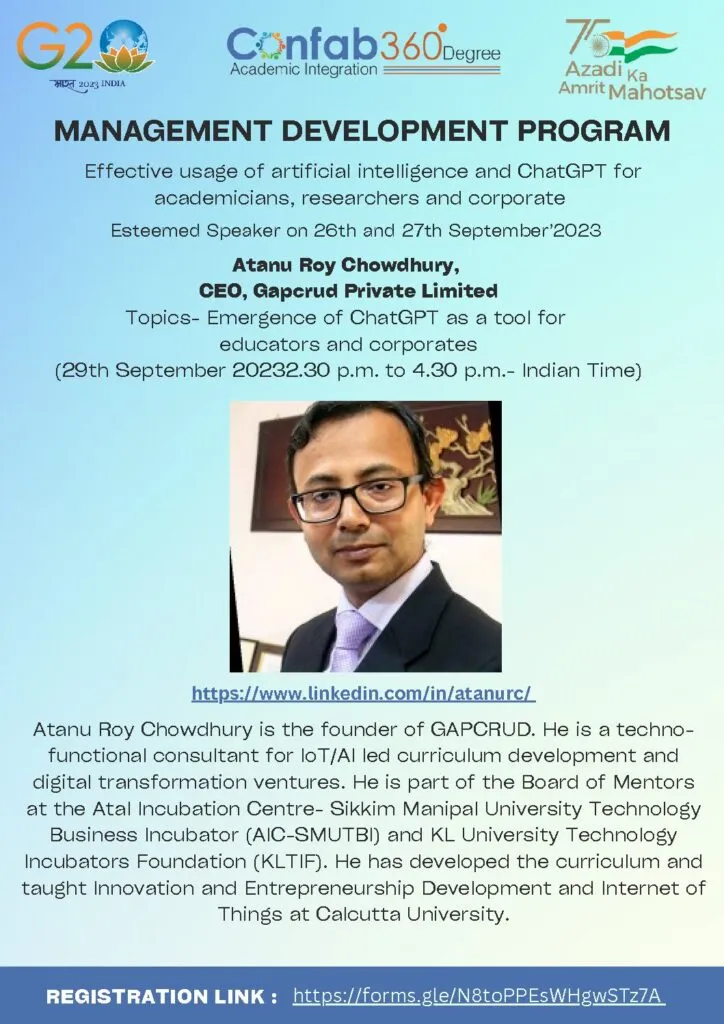 G20
भारत 2023 INDIA
Confab360°Degree
Academic Integration
75
Azadi Ka
Amrit Mahotsav
MANAGEMENT DEVELOPMENT PROGRAM
Effective usage of artificial intelligence and ChatGPT for
academicians, researchers and corporate
Esteemed Speaker on 26th and 27th September'2023
Atanu Roy Chowdhury,
CEO, Gapcrud Private Limited
Topics- Emergence of ChatGPT as a tool for
educators and corporates
(29th September 20232.30 p.m. to 4.30 p.m.- Indian Time)
https://www.linkedin.com/in/atanurc/
Atanu Roy Chowdhury is the founder of GAPCRUD. He is a techno-
functional consultant for IoT/AI led curriculum development and
digital transformation ventures. He is part of the Board of Mentors
at the Atal Incubation Centre- Sikkim Manipal University Technology
Business Incubator (AIC-SMUTBI) and KL University Technology
Incubators Foundation (KLTIF). He has developed the curriculum and
taught Innovation and Entrepreneurship Development and Internet of
Things at Calcutta University.
REGISTRATION LINK : https://forms.gle/N8toPPEsWHgwSTz7A